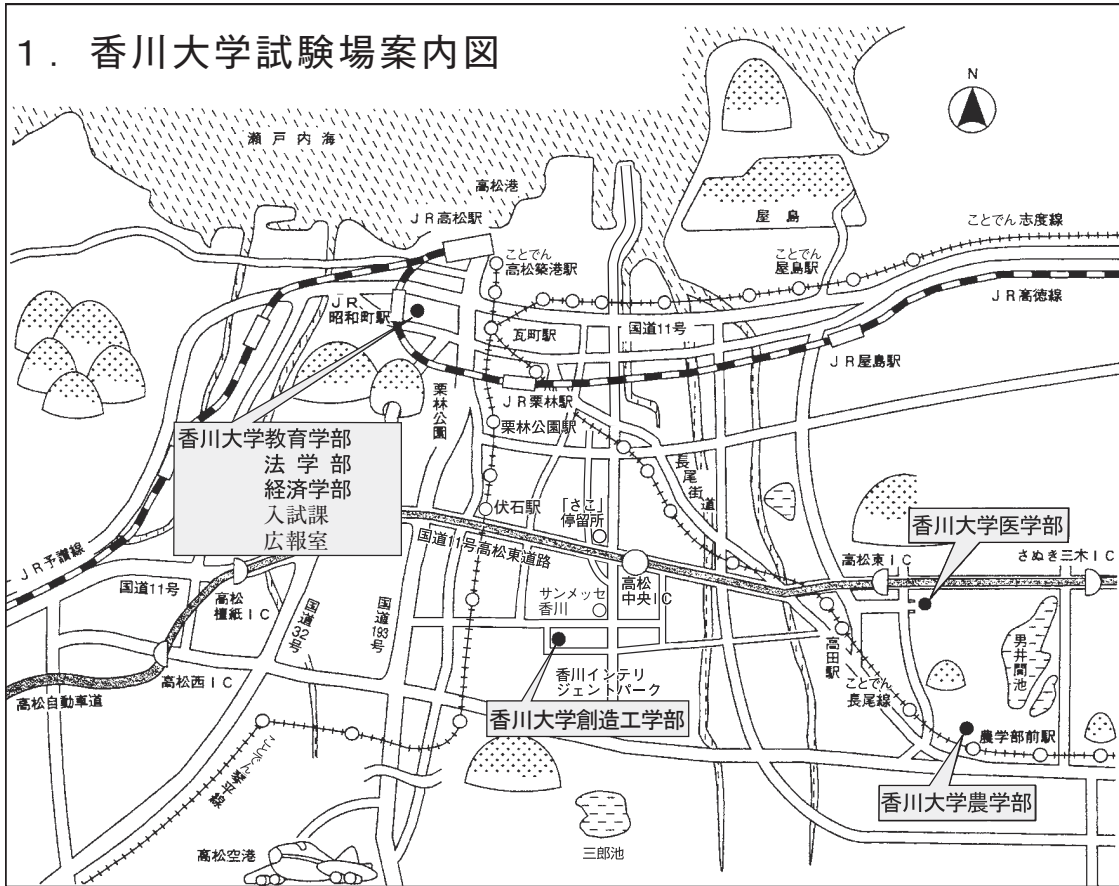 1. 香川大学試験場案内図
N
瀬戸内海
高松港
JR高松駅
屋島
ことでん志度線
ことでん
高松築港駅
ことでん
屋島駅
JR高徳線
JR
昭和町駅
瓦町駅
国道11号
JR屋島駅
栗林公園
JR栗林駅
栗林公園駅
香川大学教育学部
法学部
経済学部
入試課
広報室
長尾街道
伏石駅
「さこ」
停留所
香川大学医学部
JR予讃線
国道11号高松東道路
高松東IC
さぬき三木IC
国道11号
高松
檀紙IC
高松
中央IC
サンメッセ
香川
国道32号
国道193号
高田駅
男井間池
高松西IC
高松自動車道
香川インテリ
ジェントパーク
ことでん
長尾線
香川大学創造工学部
農学部前駅
ことでん琴平線
香川大学農学部
三郎池
高松空港